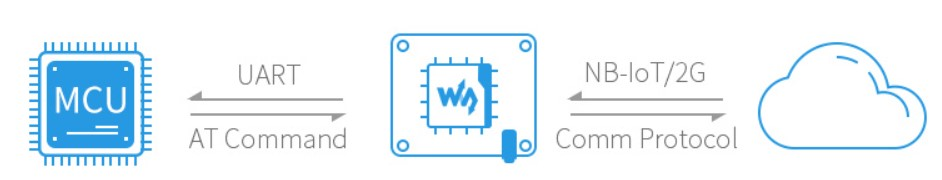 MCU
UART
AT Command
NB-IoT/2G
Comm Protocol